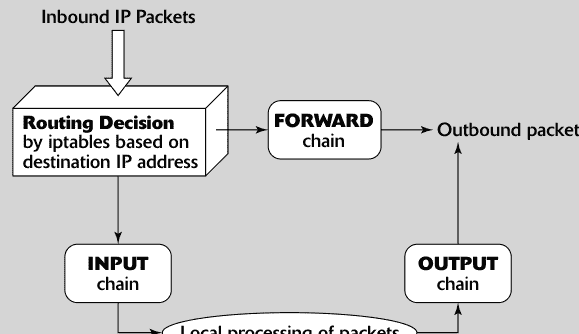 Inbound IP Packets
Routing Decision
by iptables based on
destination IP address
FORWARD
chain
Outbound packet
INPUT
chain
OUTPUT
chain
Local processing of packets